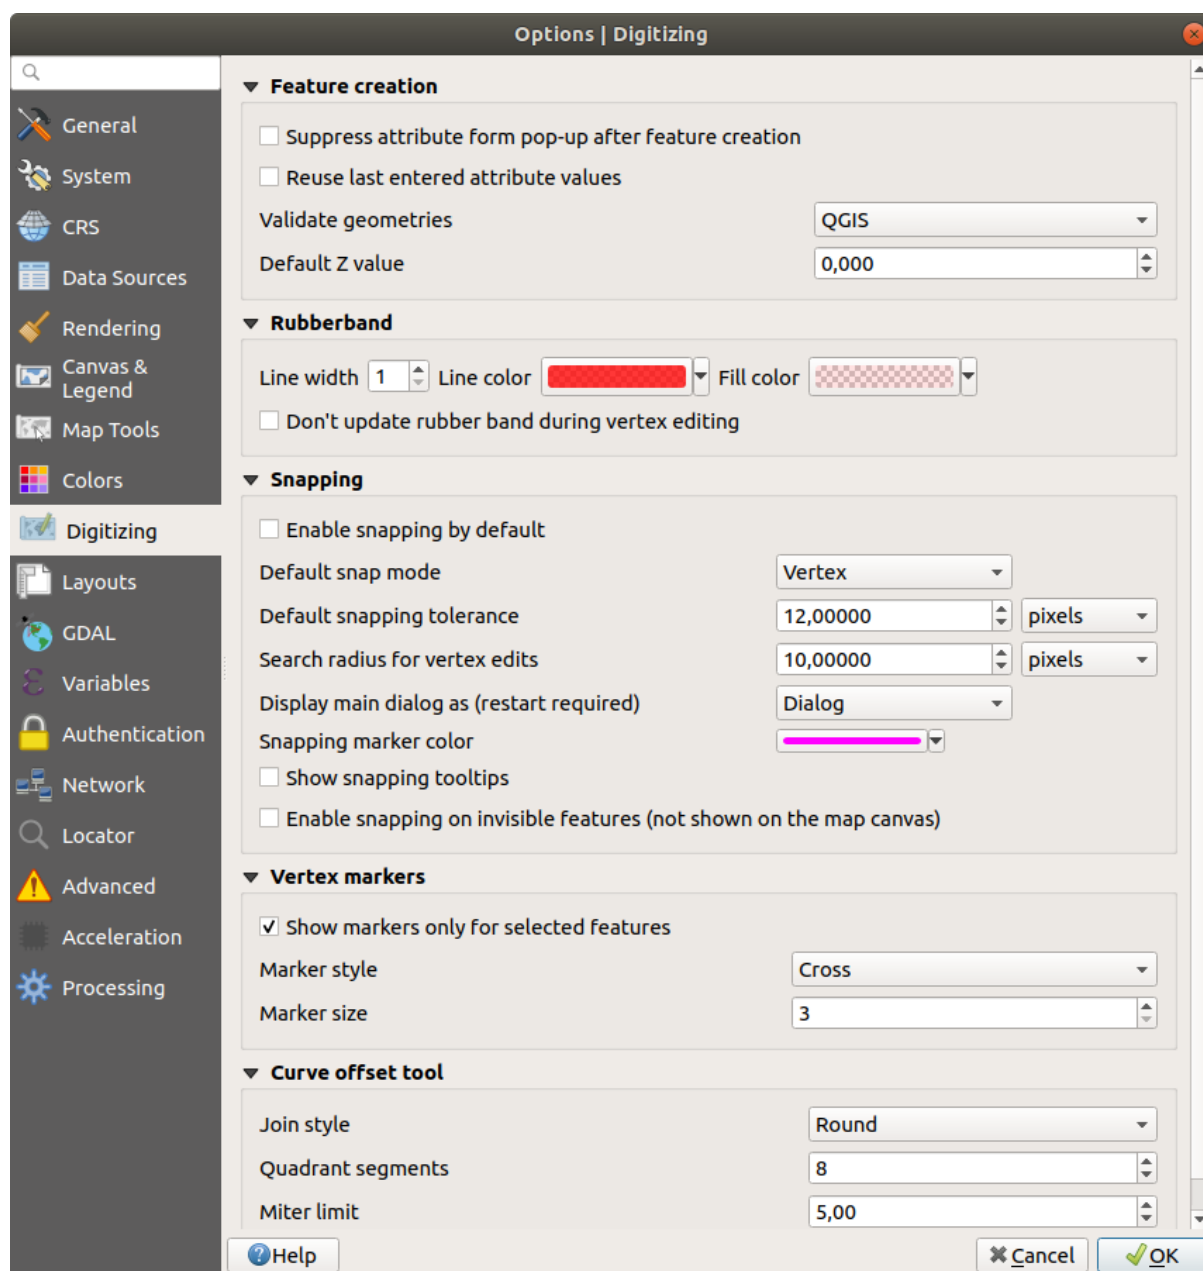 Options | Digitizing
General
System
CRS
Data Sources
Rendering
Canvas &
Legend
Map Tools
Colors
Digitizing
Layouts
GDAL
Variables
Authentication
Network
Locator
Advanced
Acceleration
Processing
Feature creation
Suppress attribute form pop-up after feature creation
Reuse last entered attribute values
Validate geometries QGIS
Default Z value 0,000
Rubberband
Line width 1 Line color Fill color
Don't update rubber band during vertex editing
Snapping
Enable snapping by default
Default snap mode Vertex
Default snapping tolerance 12,00000 pixels
Search radius for vertex edits 10,00000 pixels
Display main dialog as (restart required) Dialog
Snapping marker color
Show snapping tooltips
Enable snapping on invisible features (not shown on the map canvas)
Vertex markers
Show markers only for selected features
Marker style Cross
Marker size 3
Curve offset tool
Join style Round
Quadrant segments 8
Miter limit 5,00
Help Cancel OK